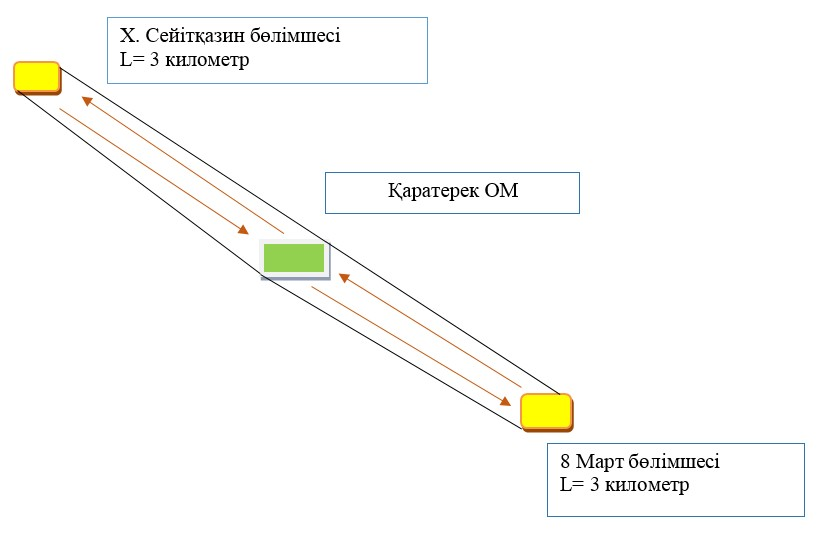 Х. Сейітқазин бөлімшесі
L= 3 километр
Қаратерек ОМ
8 Март бөлімшесі
L= 3 километр